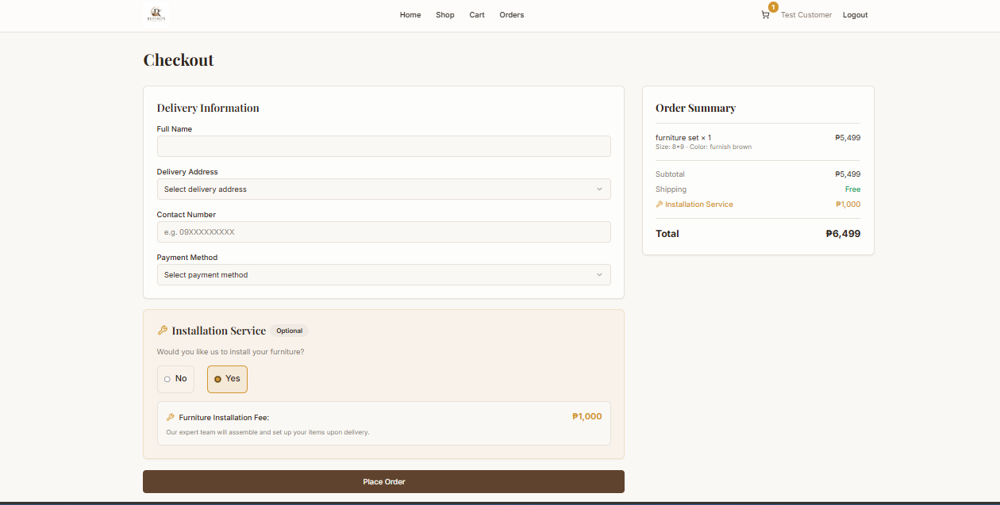 Home
Shop
Cart
Orders
1
Test Customer
Logout
Checkout
Delivery Information
Full Name
Delivery Address
Select delivery address
Contact Number
e.g. 09XXXXXXXXX
Payment Method
Select payment method
Installation Service
Optional
Would you like us to install your furniture?
No
Yes
Furniture Installation Fee:
₱1,000
Our expert team will assemble and set up your items upon delivery.
Place Order
Order Summary
furniture set × 1
₱5,499
Size: 8*9 · Color: furnish brown
Subtotal
₱5,499
Shipping
Free
Installation Service
₱1,000
Total
₱6,499